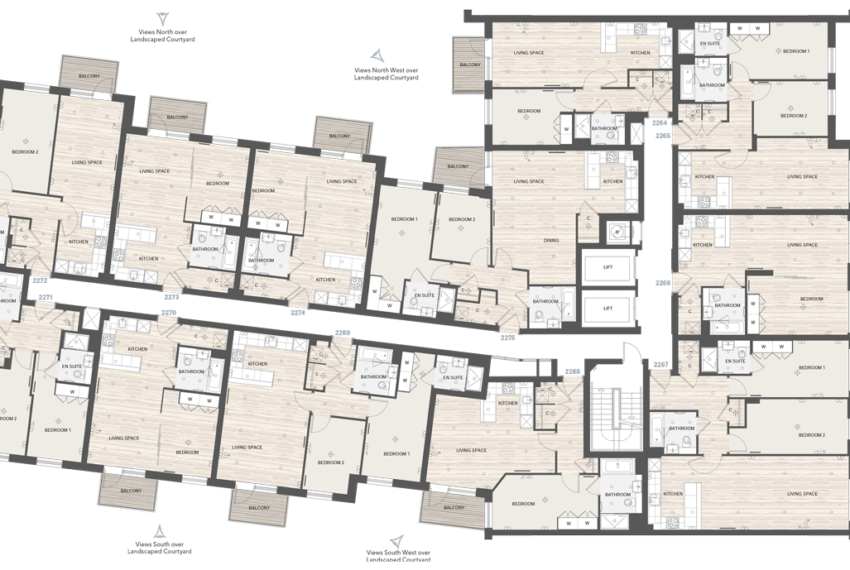 Views North over
Landscaped Courtyard
Views North West over
Landscaped Courtyard
BALCONY
BALCONY
BALCONY
BALCONY
BALCONY
LIVING SPACE
KITCHEN
EN SUITE
BEDROOM 1
BATHROOM
BEDROOM
W
BATHROOM
2264
2265
BEDROOM 2
BEDROOM 2
LIVING SPACE
KITCHEN
2272
LIVING SPACE
BEDROOM
W W
BATHROOM
KITCHEN
2273
BEDROOM
LIVING SPACE
W W
BATHROOM
KITCHEN
2274
BEDROOM 1
BEDROOM 2
W
W
EN SUITE
C
C
LIVING SPACE
KITCHEN
DINING
C
BATHROOM
2275
LIFT
LIFT
KITCHEN
LIVING SPACE
KITCHEN
LIVING SPACE
2266
C
BATHROOM
W
W
BEDROOM
2271
BATHROOM
EN SUITE
W
BEDROOM 1
BEDROOM 2
2270
KITCHEN
C
BATHROOM
W W
LIVING SPACE
BEDROOM
BALCONY
2269
KITCHEN
C
C
BATHROOM
W
W
EN SUITE
LIVING SPACE
BEDROOM 2
BEDROOM 1
BALCONY
2268
KITCHEN
C
C
LIVING SPACE
BEDROOM
W W
BATHROOM
BALCONY
2267
C
EN SUITE
W W
BEDROOM 1
C
BATHROOM
BEDROOM 2
KITCHEN
LIVING SPACE
Views South over
Landscaped Courtyard
Views South West over
Landscaped Courtyard